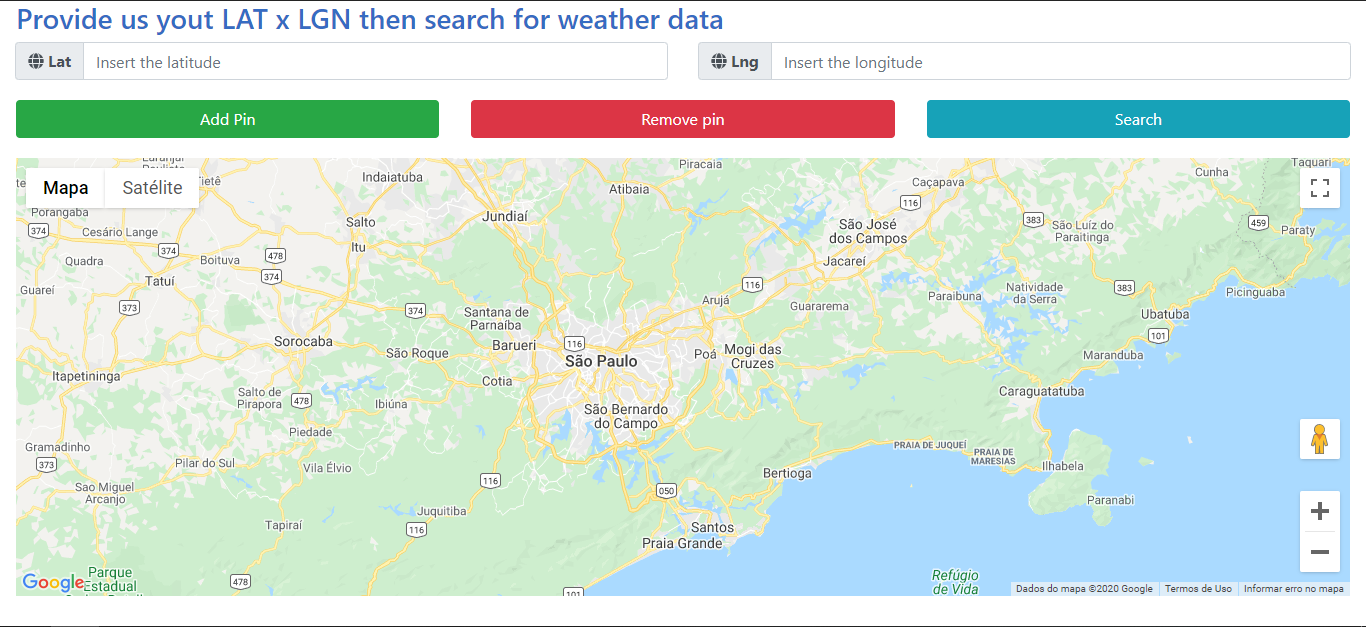 Provide us yout LAT x LGN then search for weather data
Lat
Insert the latitude
Lng
Insert the longitude
Add Pin
Remove pin
Search
Mapa
Satélite
Piracaia
Taquari
Cunha
Indaiatuba
Atibaia
Caçapava
116
Porangaba
Salto
Jundiaí
São José
dos Campos
383
São Luíz do
Paraitinga
459
Paraty
374
Cesário Lange
374
Itu
478
Quadra
Boituva
374
Jacareí
Tatuí
116
Guareí
Natividade
da Serra
383
Picinguaba
Paraibuna
373
374
Santana de
Parnaíba
Arujá
Guararema
Ubatuba
101
Sorocaba
São Roque
Barueri
116
São Paulo
Poá
Mogi das
Cruzes
Maranduba
Itapetininga
Cotia
Caraguatatuba
Salto de
Pirapora
478
Ibiúna
São Bernardo
do Campo
Piedade
Gramadinho
373
Pilar do Sul
Vila Élvio
PRAIA DE JUQUEÍ
PRAIA DE
MARESIAS
Ilhabela
Bertioga
Sao Miguel
Arcanjo
116
050
Paranabi
Juquitiba
Tapiraí
116
Santos
Praia Grande
Parque
Estadual
478
101
Refúgio
de Vida
Google
Dados do mapa ©2020 Google
Termos de Uso
Informar erro no mapa